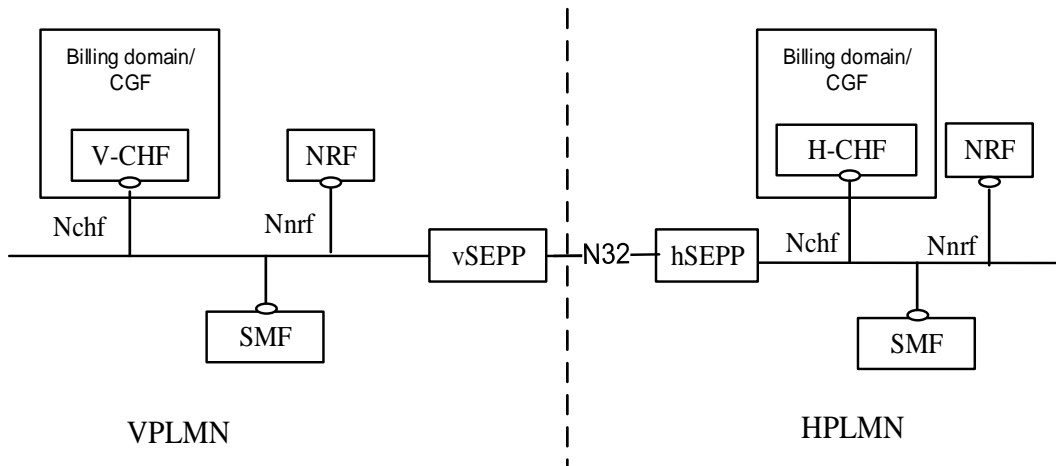 Billing domain/
CGF
V-CHF
NRF
Nchf
Nnrf
vSEPP
SMF
VPLMN
N32
Billing domain/
CGF
H-CHF
NRF
hSEPP
Nchf
Nnrf
SMF
HPLMN